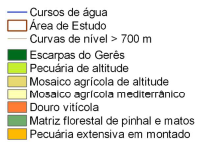 Cursos de água
Área de Estudo
Curvas de nível > 700 m
Escarpas do Gerês
Pecuária de altitude
Mosaico agrícola de altitude
Mosaico agrícola mediterrânico
Douro vitícola
Matriz florestal de pinhal e matos
Pecuária extensiva em montado